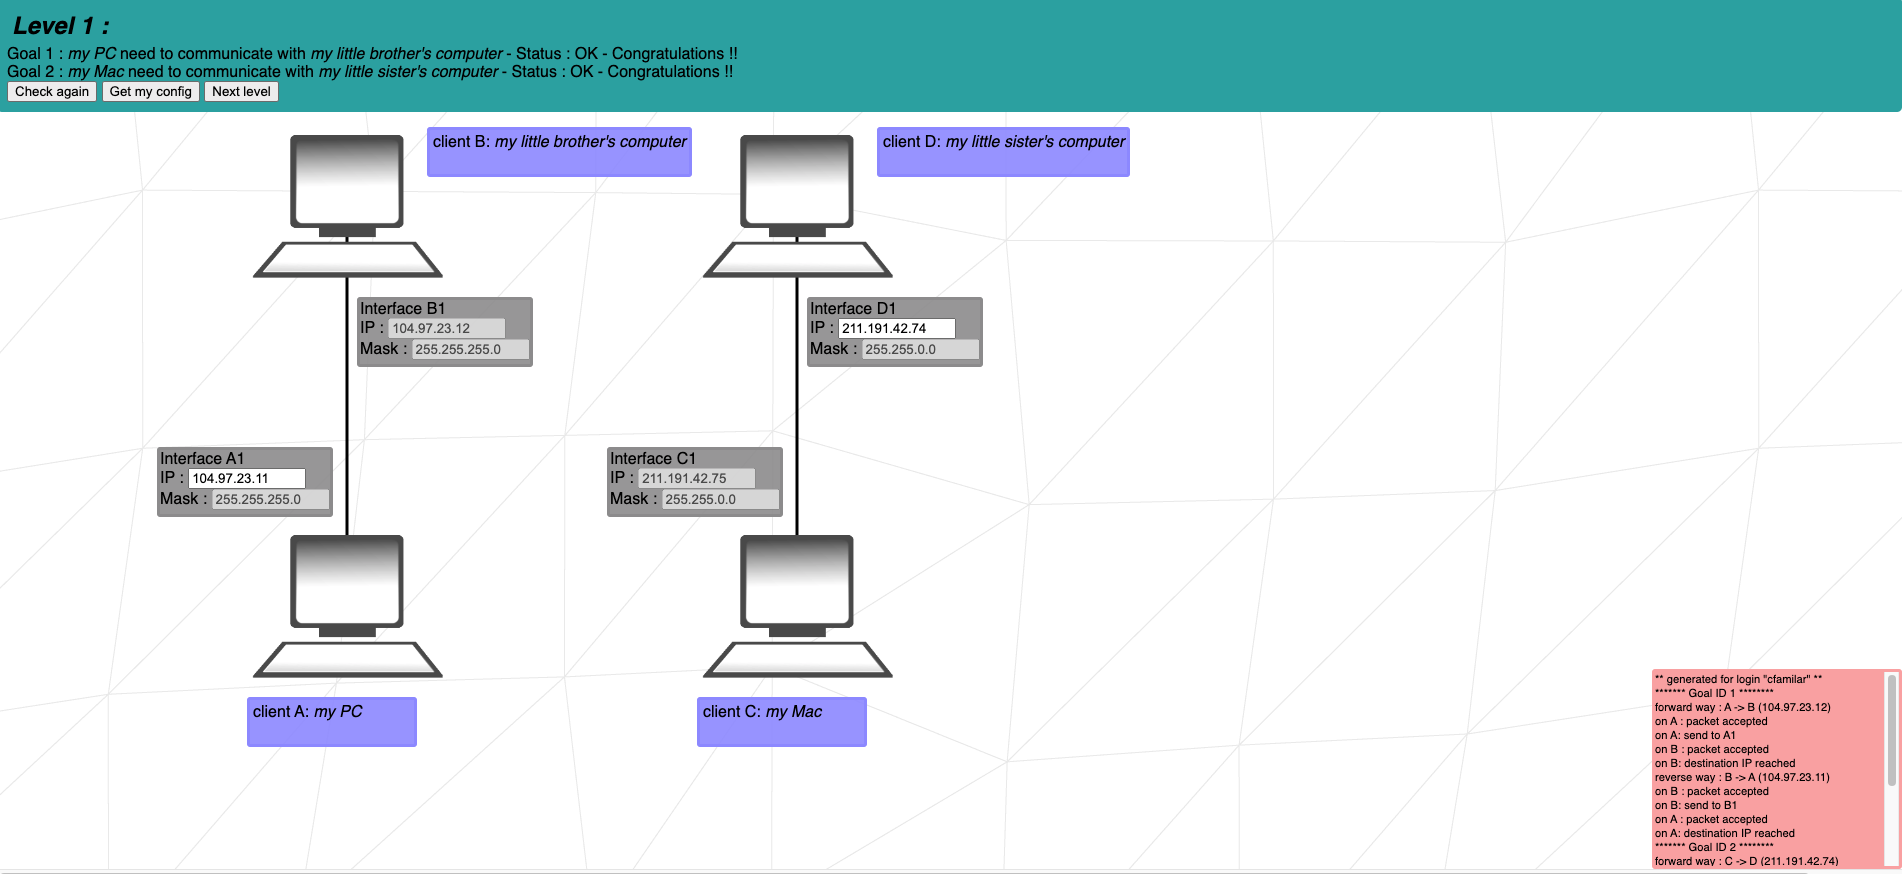 Level 1 :
Goal 1 : my PC need to communicate with my little brother's computer - Status : OK - Congratulations !!
Goal 2 : my Mac need to communicate with my little sister's computer - Status : OK - Congratulations !!
Check again Get my config Next level
client B: my little brother's computer
client D: my little sister's computer
Interface B1
IP : 104.97.23.12
Mask : 255.255.255.0
Interface D1
IP : 211.191.42.74
Mask : 255.255.0.0
Interface A1
IP : 104.97.23.11
Mask : 255.255.255.0
Interface C1
IP : 211.191.42.75
Mask : 255.255.0.0
client A: my PC
client C: my Mac
** generated for login "cfamilar" **
******* Goal ID 1 ********
forward way : A -> B (104.97.23.12)
on A : packet accepted
on A: send to A1
on B : packet accepted
on B: destination IP reached
reverse way : B -> A (104.97.23.11)
on B : packet accepted
on B: send to B1
on A : packet accepted
on A: destination IP reached
******* Goal ID 2 ********
forward way : C -> D (211.191.42.74)